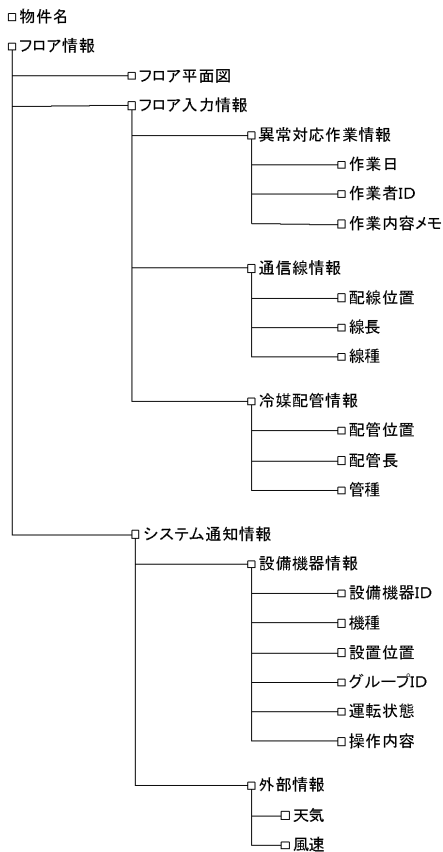 物件名
フロア情報
フロア平面図
フロア入力情報
異常対応作業情報
作業日
作業者ID
作業内容メモ
通信線情報
配線位置
線長
線種
冷媒配管情報
配管位置
配管長
管種
システム通知情報
設備機器情報
設備機器ID
機種
設置位置
グループID
運転状態
操作内容
外部情報
天気
風速